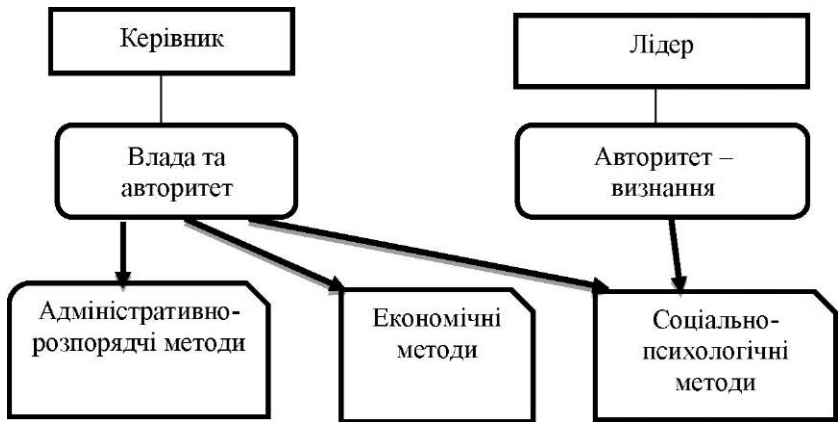 Керівник
Лідер
Влада та
авторитет
Авторитет –
визнання
Адміністративно-
розпорядчі методи
Економічні
методи
Соціально-
психологічні
методи